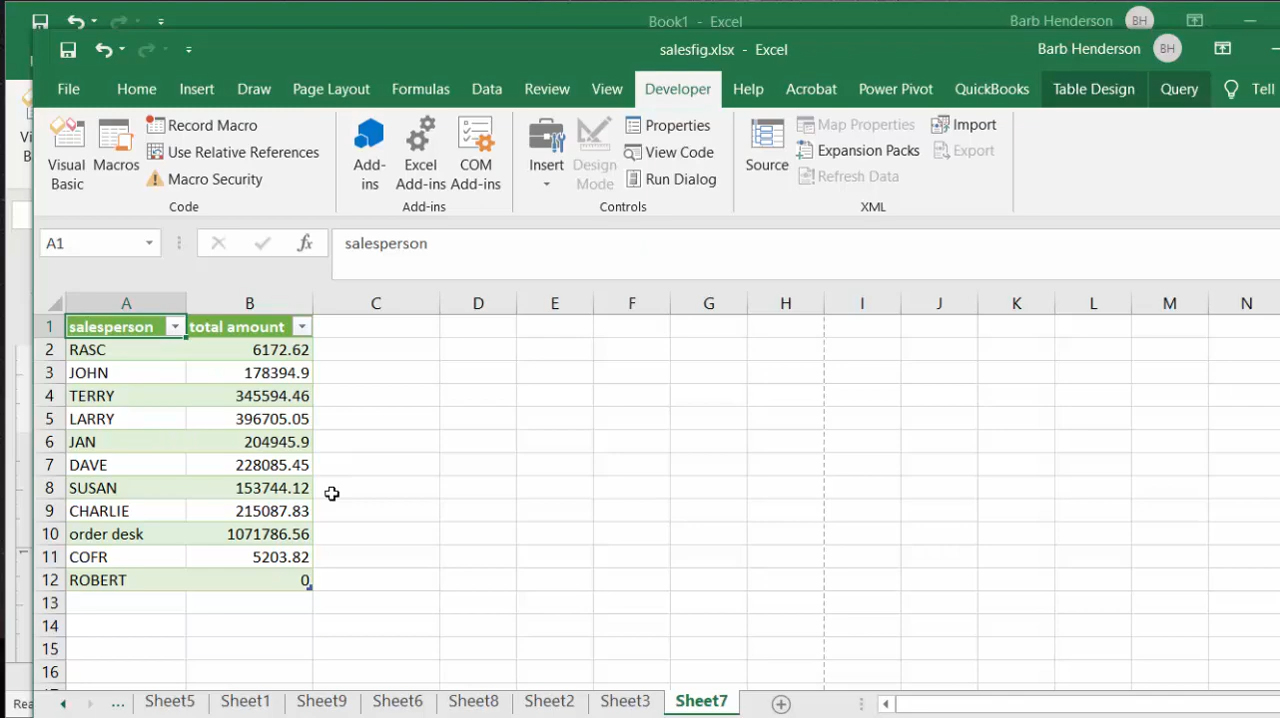 Book1 - Excel Barb Henderson BH
salesfig.xlsx - Excel Barb Henderson BH
File Home Insert Draw Page Layout Formulas Data Review View Developer Help Acrobat Power Pivot QuickBooks Table Design Query Tell
Visual Basic
Macros
Record Macro
Use Relative References
Macro Security
Code
Add-ins
Excel Add-ins
COM Add-ins
Add-ins
Insert
Design Mode
Properties
View Code
Run Dialog
Controls
Source
Map Properties
Expansion Packs
Refresh Data
Import
Export
XML
A1 fx salesperson
A B C D E F G H I J K L M N
1 salesperson total amount
2 RASC 6172.62
3 JOHN 178394.9
4 TERRY 345594.46
5 LARRY 396705.05
6 JAN 204945.9
7 DAVE 228085.45
8 SUSAN 153744.12
9 CHARLIE 215087.83
10 order desk 1071786.56
11 COFR 5203.82
12 ROBERT 0
13
14
15
16
... Sheet5 Sheet1 Sheet9 Sheet6 Sheet8 Sheet2 Sheet3 Sheet7